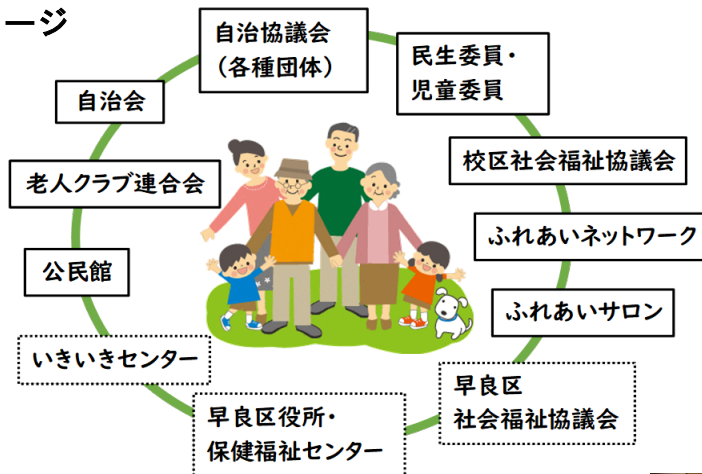 ージ
自治協議会
（各種団体）
民生委員・
児童委員
自治会
校区社会福祉協議会
老人クラブ連合会
ふれあいネットワーク
公民館
ふれあいサロン
いきいきセンター
早良区
社会福祉協議会
早良区役所・
保健福祉センター